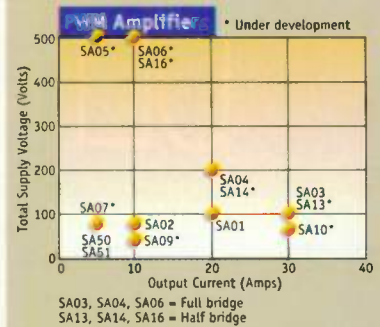 PWM Amplifiers
* Under development
500
400
300
200
100
0
Total Supply Voltage (Volts)
SA05*
SA06*
SA16*
SA04
SA14*
SA03
SA13*
SA07*
SA02
SA01
SA10*
SA50
SA51
SA09*
0 10 20 30 40
Output Current (Amps)
SA03, SA04, SA06 = Full bridge
SA13, SA14, SA16 = Half bridge